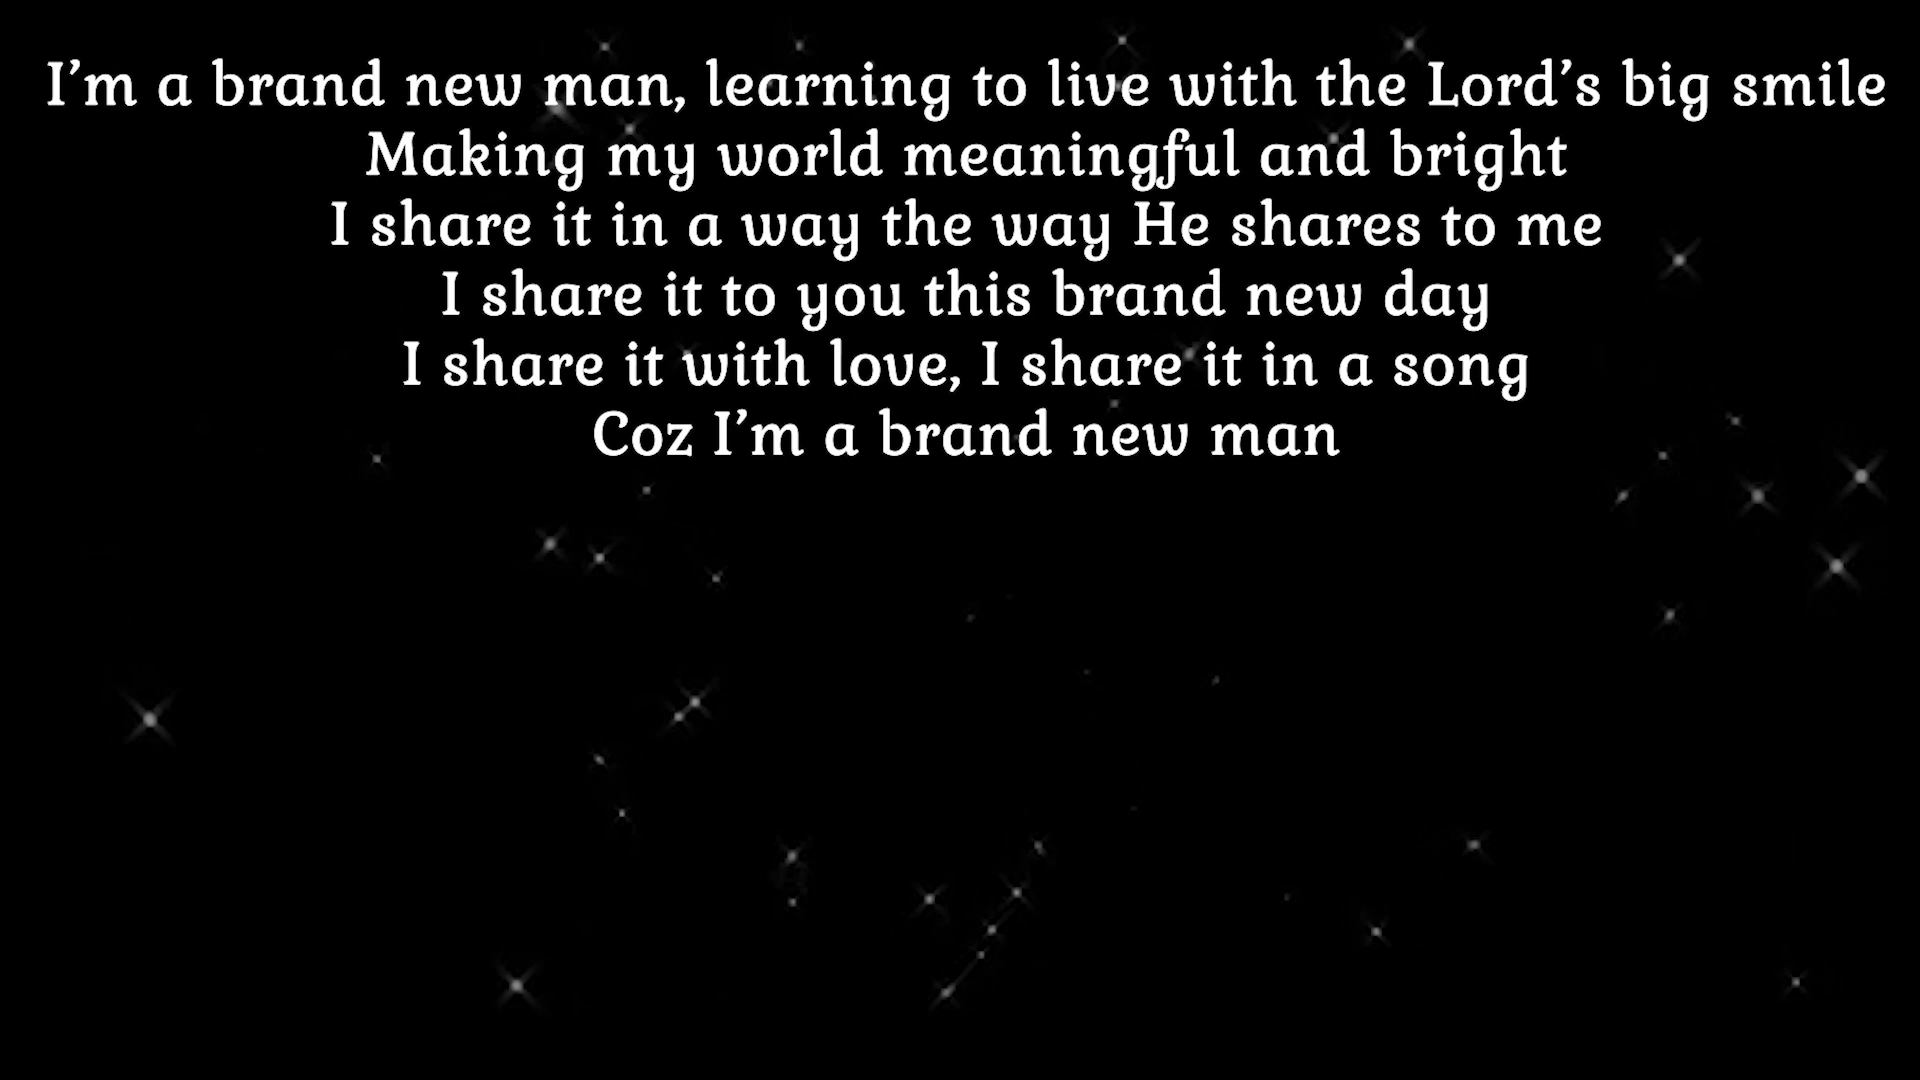 I’m a brand new man, learning to live with the Lord’s big smile
Making my world meaningful and bright
I share it in a way the way He shares to me
I share it to you this brand new day
I share it with love, I share it in a song
Coz I’m a brand new man